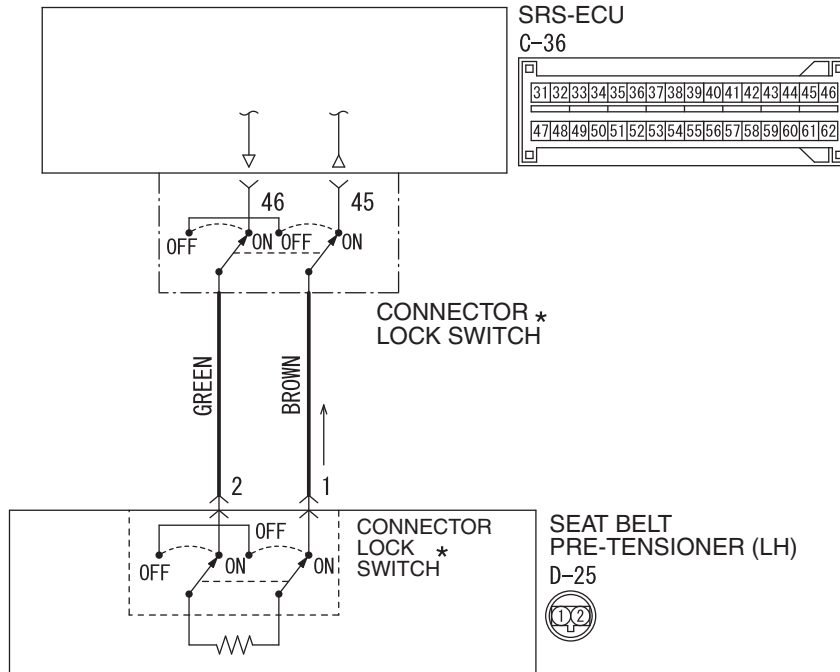 SRS-ECU
C-36
31 32 33 34 35 36 37 38 39 40 41 42 43 44 45 46
47 48 49 50 51 52 53 54 55 56 57 58 59 60 61 62
46 45
OFF ON OFF ON
CONNECTOR *
LOCK SWITCH
GREEN
BROWN
2 1
CONNECTOR
LOCK *
SWITCH
OFF
OFF ON ON
SEAT BELT
PRE-TENSIONER (LH)
D-25
1 2